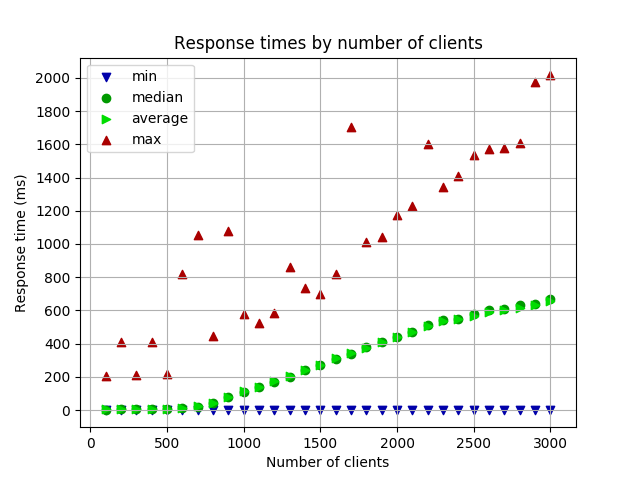 Response times by number of clients
min
median
average
max
Response time (ms)
2000
1800
1600
1400
1200
1000
800
600
400
200
0
0 500 1000 1500 2000 2500 3000
Number of clients